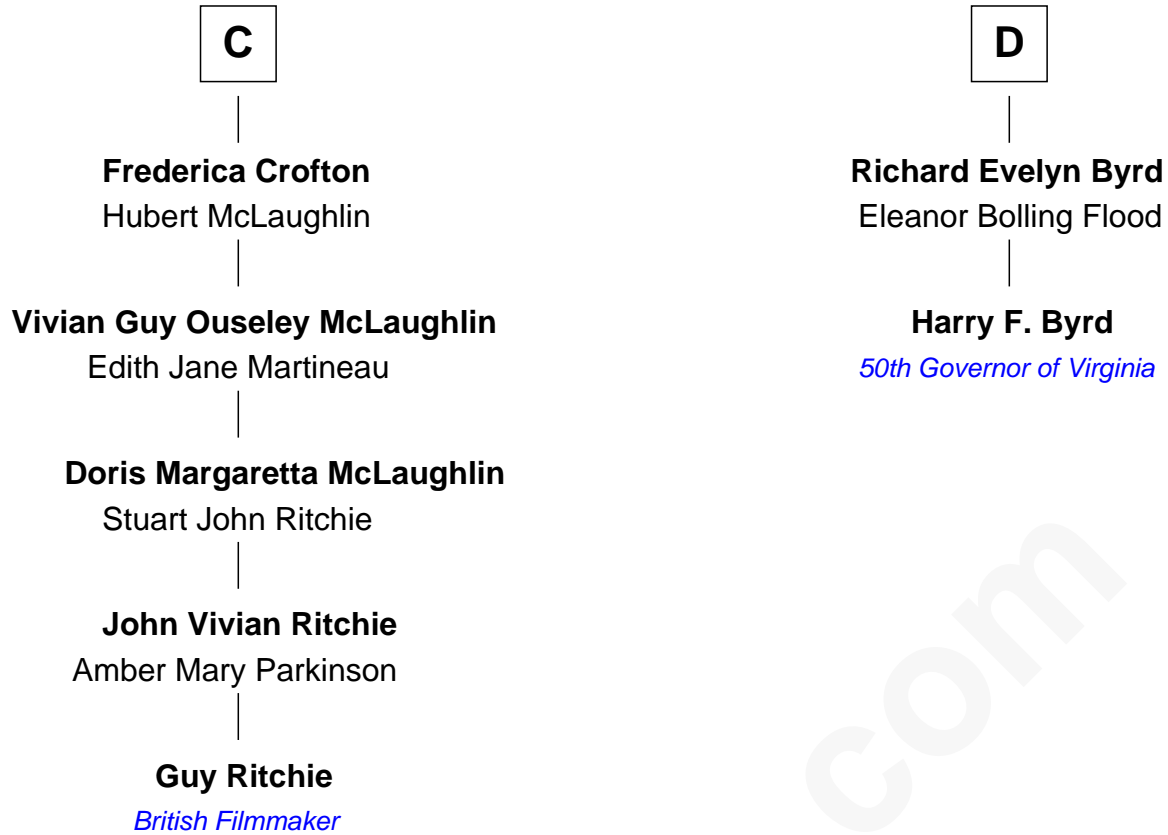 C
Frederica Crofton
Hubert McLaughlin
Vivian Guy Ouseley McLaughlin
Edith Jane Martineau
Doris Margaretta McLaughlin
Stuart John Ritchie
John Vivian Ritchie
Amber Mary Parkinson
Guy Ritchie
British Filmmaker
D
Richard Evelyn Byrd
Eleanor Bolling Flood
Harry F. Byrd
50th Governor of Virginia
com